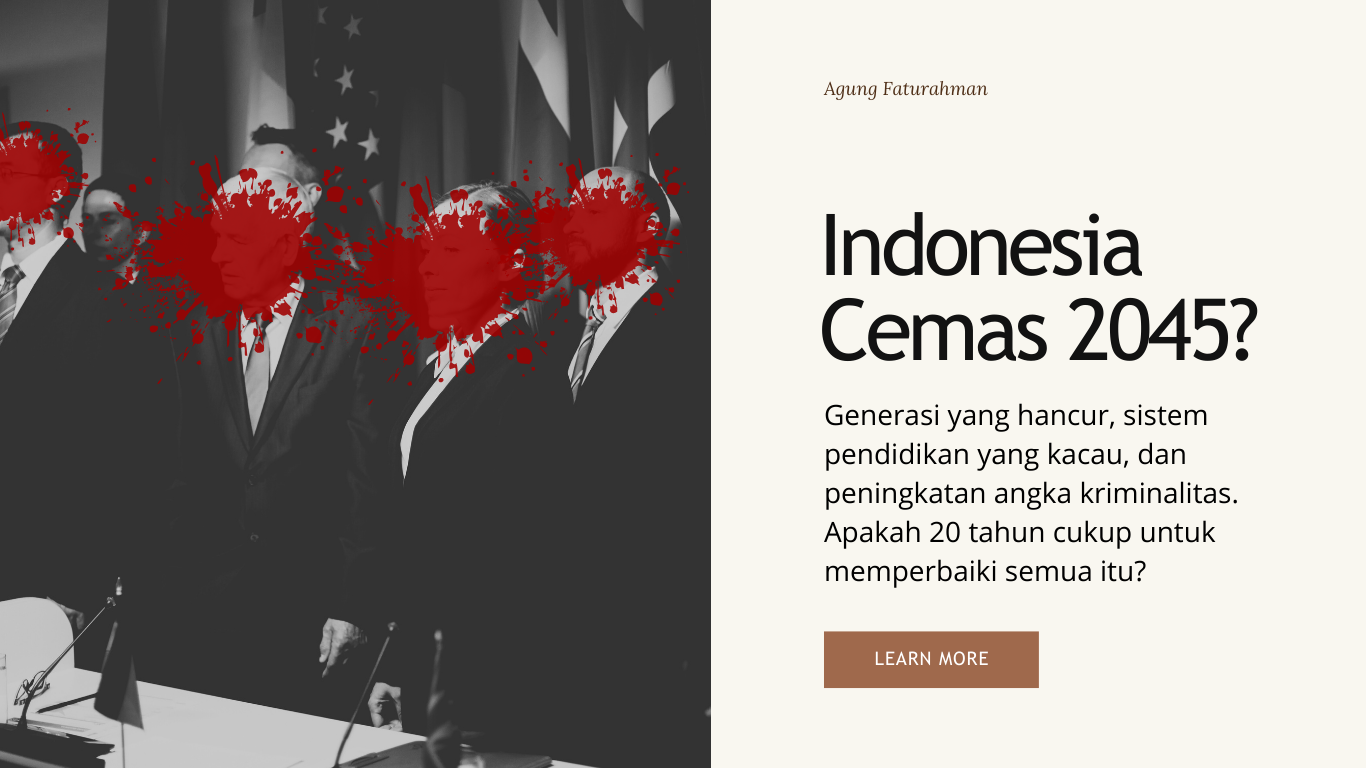 Agung Faturahman
Indonesia
Cemas 2045?
Generasi yang hancur, sistem
pendidikan yang kacau, dan
peningkatan angka kriminalitas.
Apakah 20 tahun cukup untuk
memperbaiki semua itu?
LEARN MORE